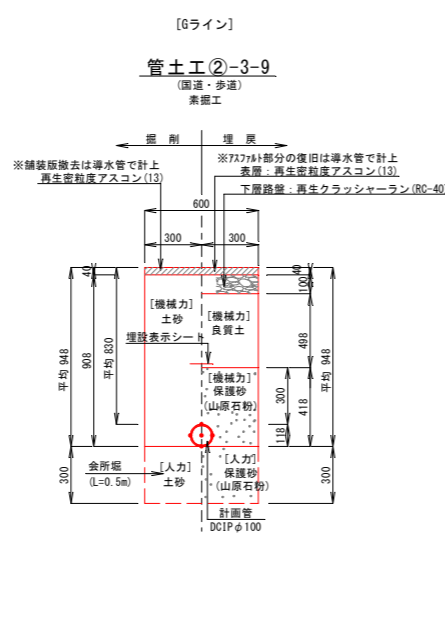 [Gライン]
管土工②-3-9
(国道・歩道)
素掘工
掘 削
埋 戻
※舗装版撤去は導水管で計上
再生密粒度アスコン(13)
※アスファルト部分の復旧は導水管で計上
表層:再生密粒度アスコン(13)
下層路盤:再生クラッシャーラン(RC-40)
600
300
300
40
908
平均 948
平均 830
300
[機械力]
土砂
埋設表示シート
[機械力]
良質土
[機械力]
保護砂
(山原石粉)
40
100
498
300
418
118
平均 948
300
会所堀
(L=0.5m)
[人力]
土砂
[人力]
保護砂
(山原石粉)
計画管
DCIPφ100